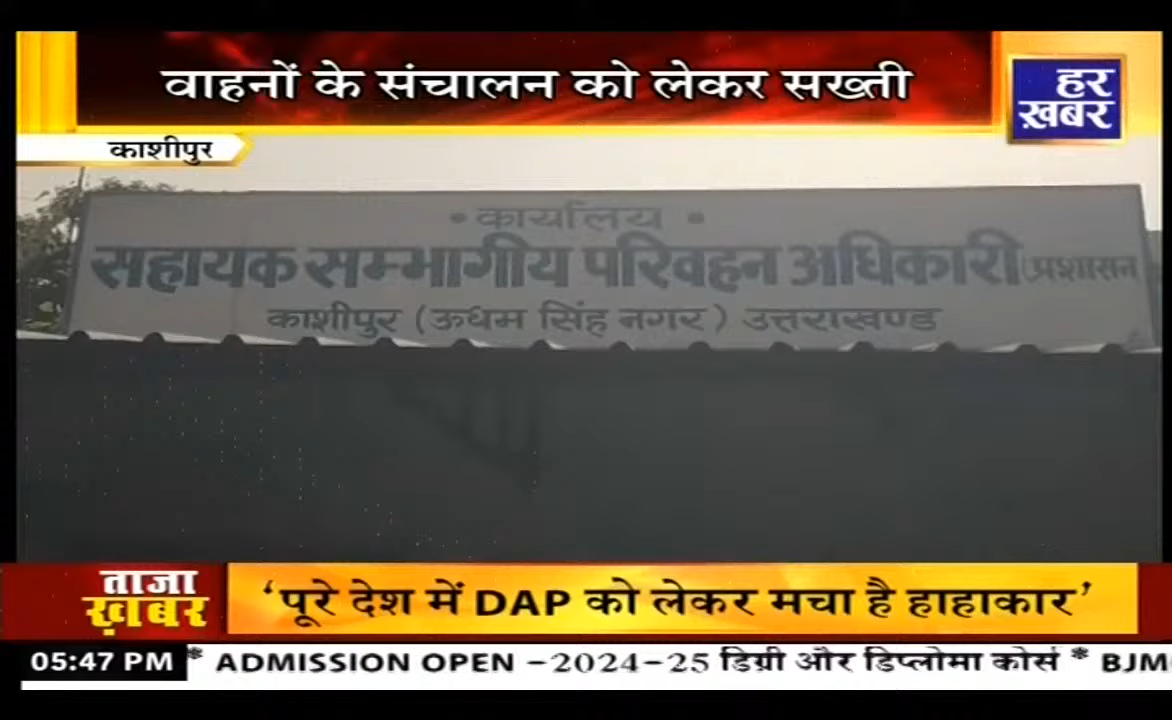 वाहनों के संचालन को लेकर सख्ती
हर
ख़बर
काशीपुर
• कार्यालय •
सहायक सम्भागीय परिवहन अधिकारी (प्रशासन
काशीपुर (ऊधम सिंह नगर) उत्तराखण्ड
ताजा
ख़बर
‘पूरे देश में DAP को लेकर मचा है हाहाकार’
05:47 PM * ADMISSION OPEN -2024-25 डिग्री और डिप्लोमा कोर्स * BJM